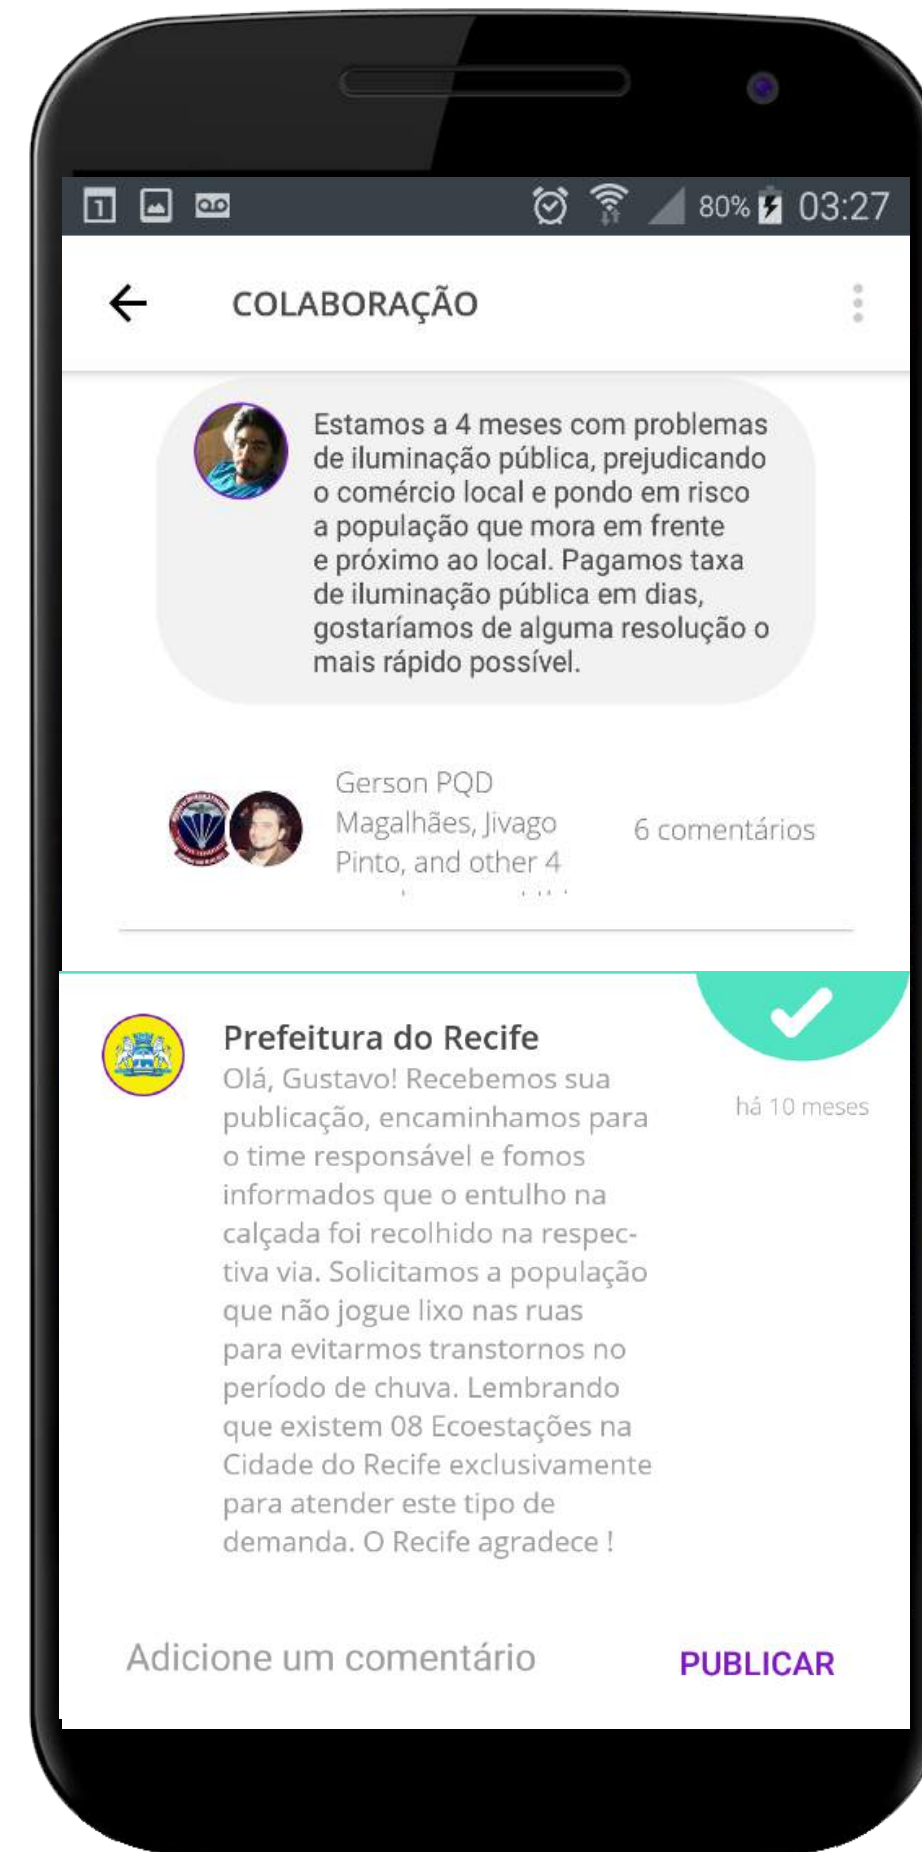 1
80% 03:27
COLABORAÇÃO
Estamos a 4 meses com problemas
de iluminação pública, prejudicando
o comércio local e pondo em risco
a população que mora em frente
e próximo ao local. Pagamos taxa
de iluminação pública em dias,
gostaríamos de alguma resolução o
mais rápido possível.
Gerson PQD
Magalhães, Jivago
Pinto, and other 4
6 comentários
Prefeitura do Recife
há 10 meses
Olá, Gustavo! Recebemos sua
publicação, encaminhamos para
o time responsável e fomos
informados que o entulho na
calçada foi recolhido na respec-
tiva via. Solicitamos a população
que não jogue lixo nas ruas
para evitarmos transtornos no
período de chuva. Lembrando
que existem 08 Ecoestações na
Cidade do Recife exclusivamente
para atender este tipo de
demanda. O Recife agradece !
Adicione um comentário
PUBLICAR